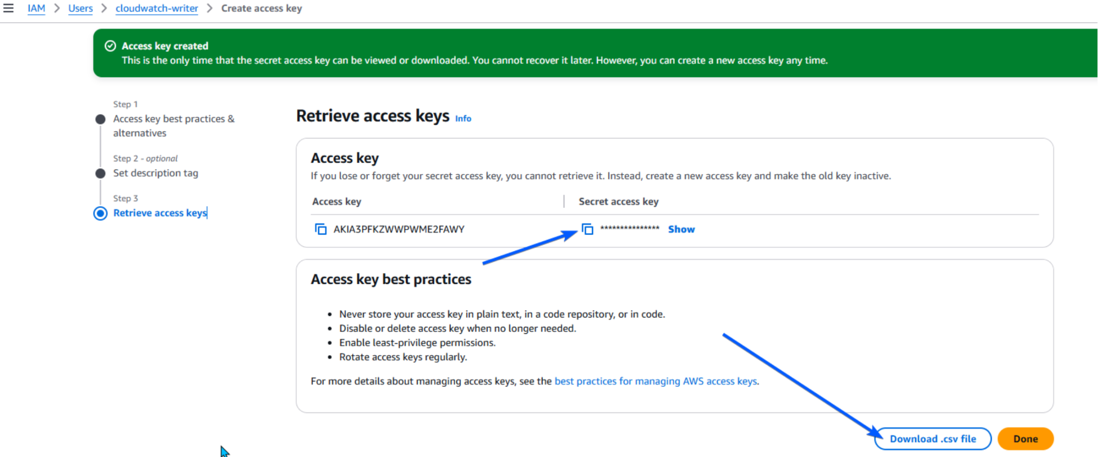 IAM > Users > cloudwatch-writer > Create access key
Access key created
This is the only time that the secret access key can be viewed or downloaded. You cannot recover it later. However, you can create a new access key any time.
Step 1
Access key best practices &
alternatives
Step 2 - optional
Set description tag
Step 3
Retrieve access keys
Retrieve access keys Info
Access key
If you lose or forget your secret access key, you cannot retrieve it. Instead, create a new access key and make the old key inactive.
Access key Secret access key
AKIA3PFKZWWPWME2FAWY *************** Show
Access key best practices
• Never store your access key in plain text, in a code repository, or in code.
• Disable or delete access key when no longer needed.
• Enable least-privilege permissions.
• Rotate access keys regularly.
For more details about managing access keys, see the best practices for managing AWS access keys.
Download .csv file Done